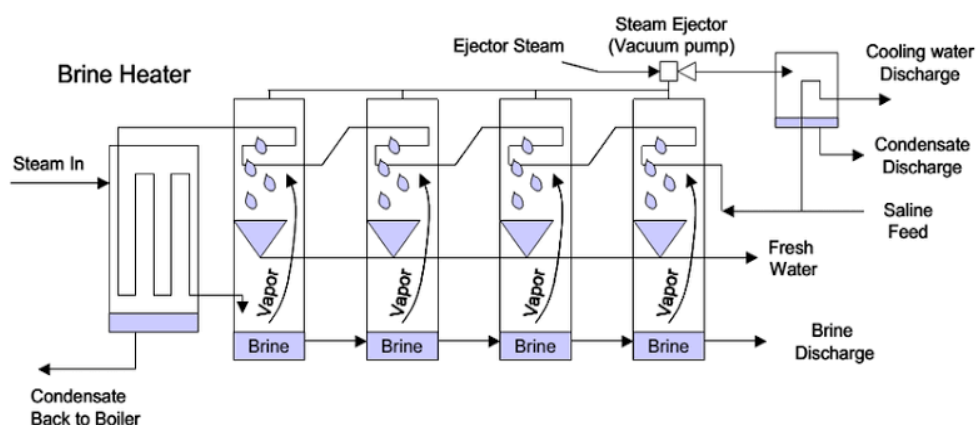 Steam Ejector
(Vacuum pump)
Ejector Steam
Cooling water
Discharge
Brine Heater
Steam In
Condensate
Discharge
Saline
Feed
Fresh
Water
Vapor
Vapor
Vapor
Vapor
Brine
Brine
Brine
Brine
Brine
Discharge
Condensate
Back to Boiler